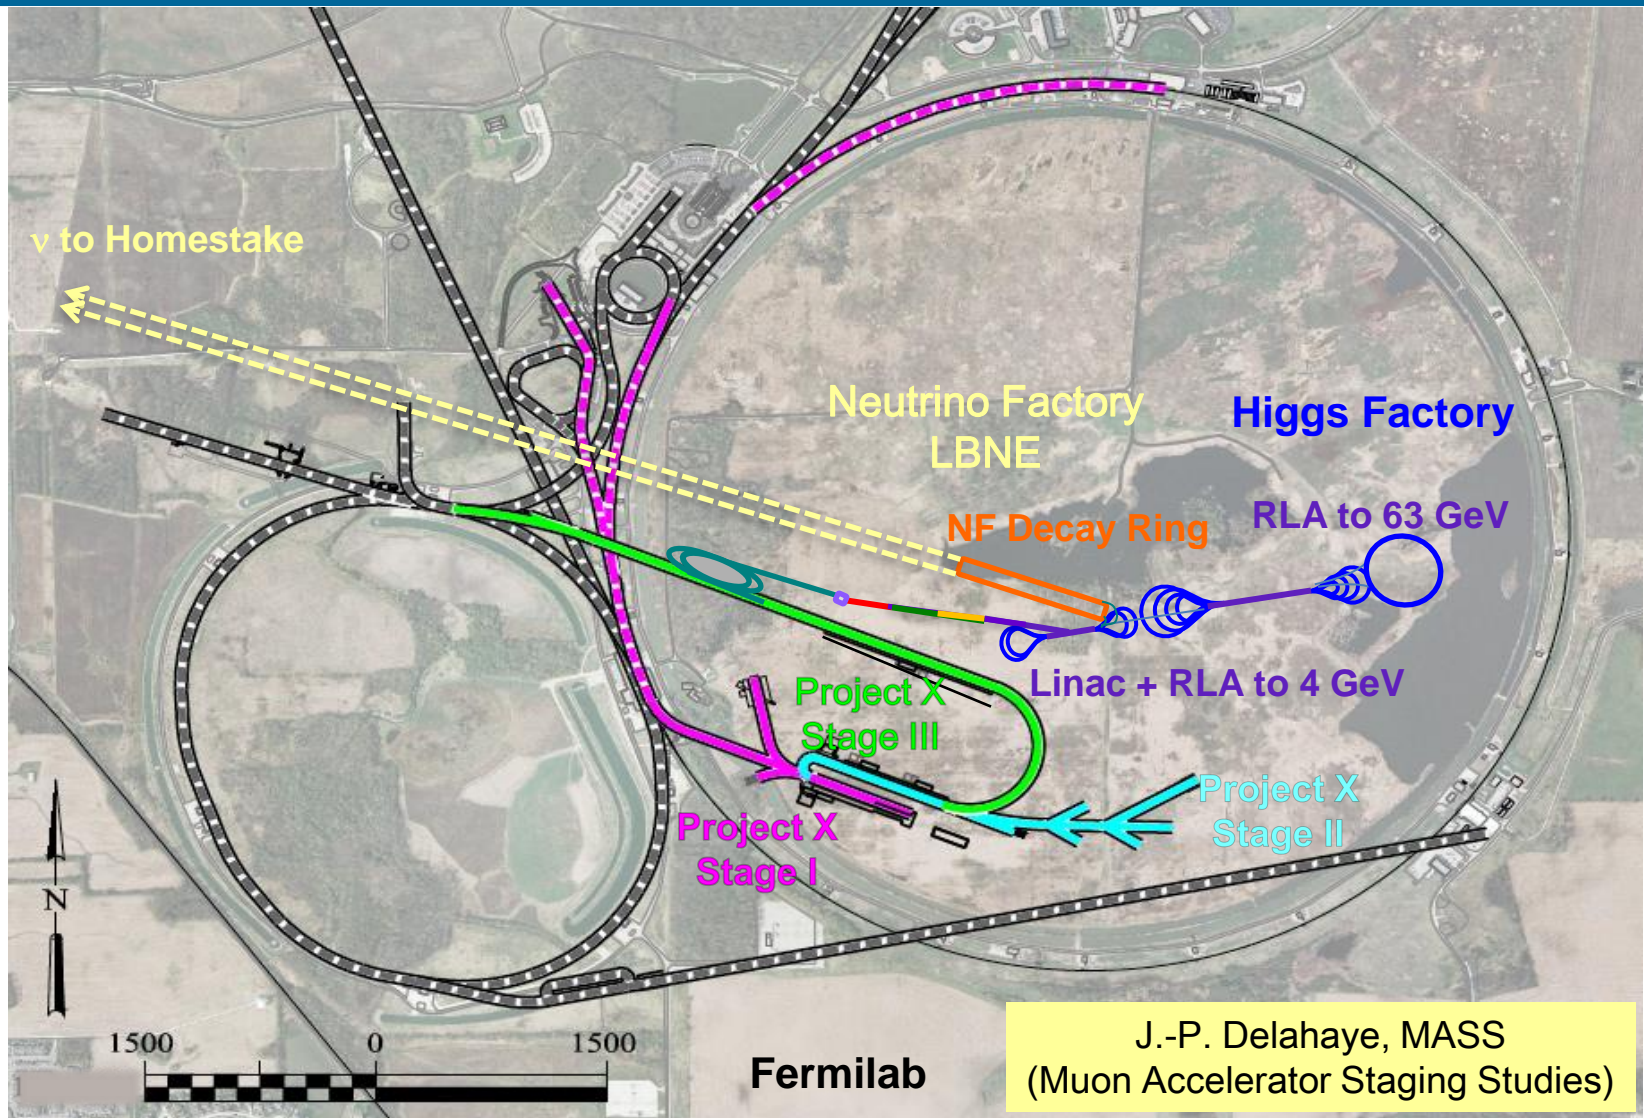 ν to Homestake
Neutrino Factory
LBNE
Higgs Factory
NF Decay Ring
RLA to 63 GeV
Linac + RLA to 4 GeV
Project X
Stage III
Project X
Stage II
Project X
Stage I
N
1500 0 1500
Fermilab
J.-P. Delahaye, MASS
(Muon Accelerator Staging Studies)